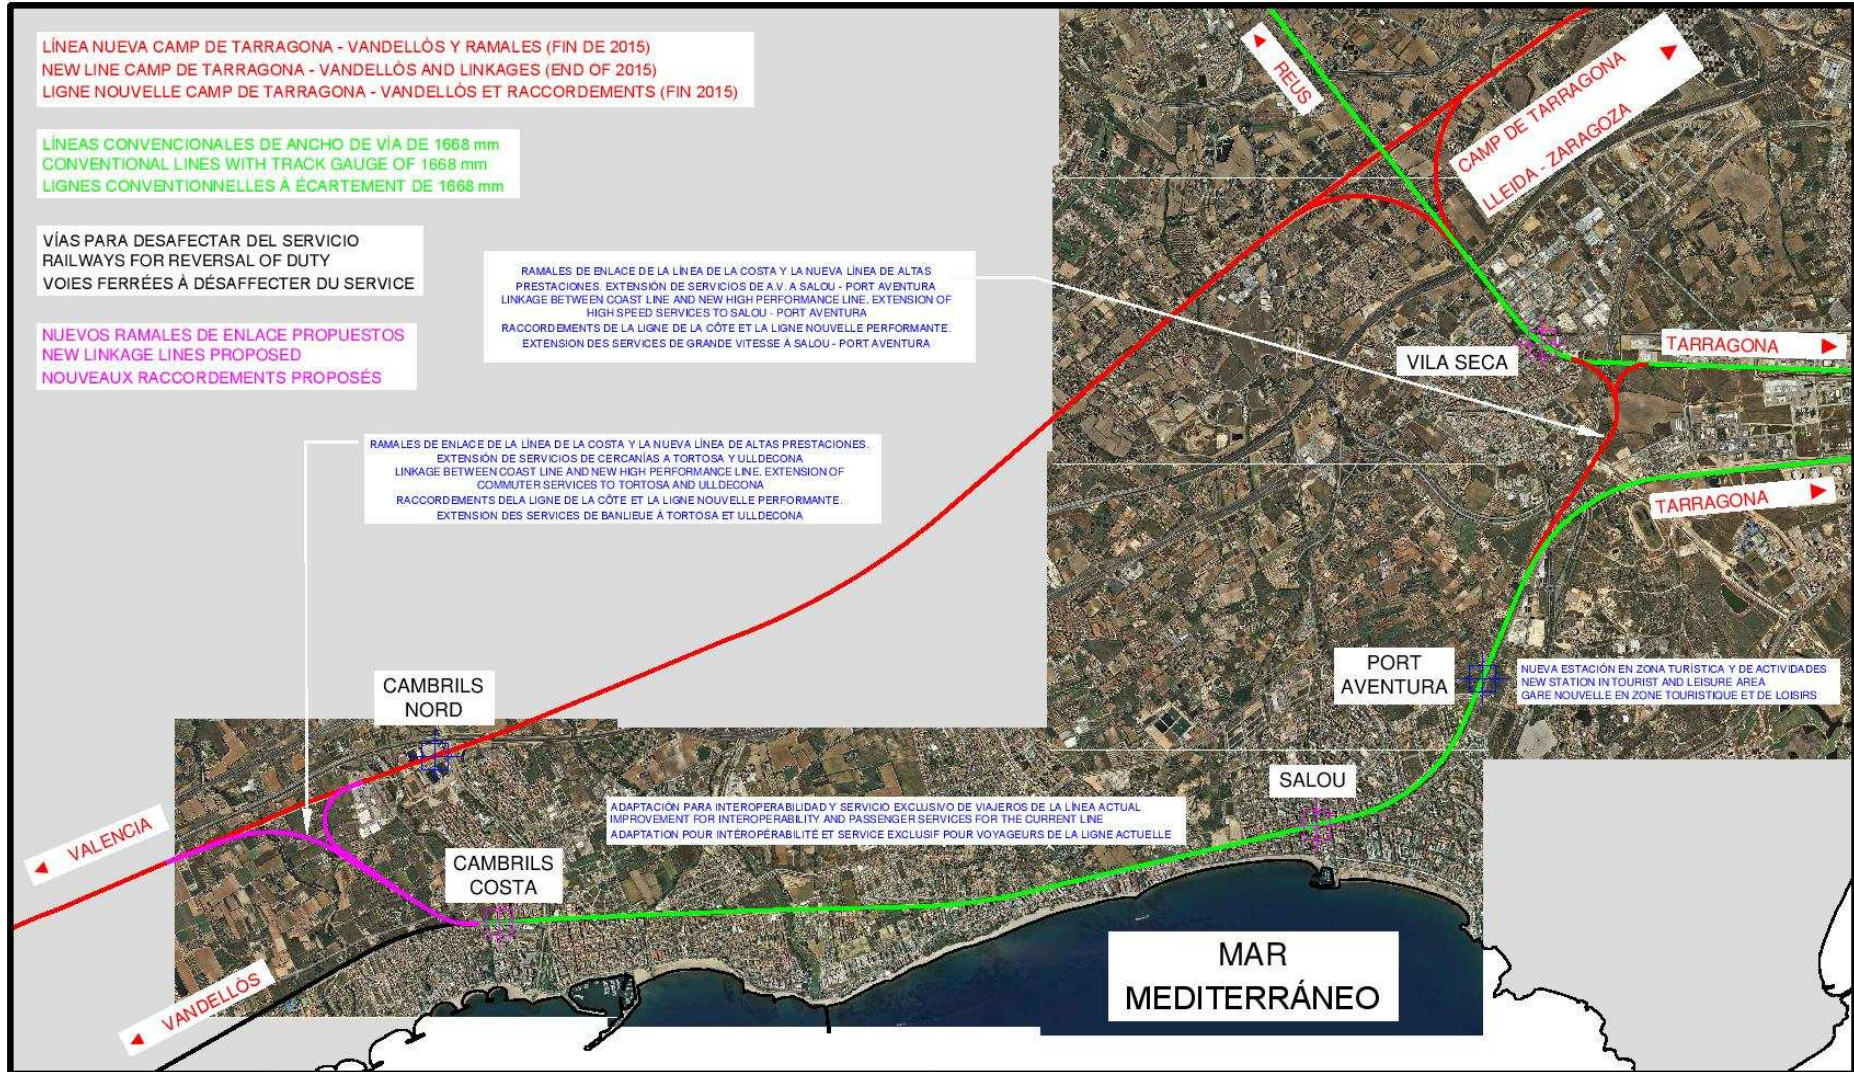 LÍNEA NUEVA CAMP DE TARRAGONA - VANDELLÒS Y RAMALES (FIN DE 2015)
NEW LINE CAMP DE TARRAGONA - VANDELLÒS AND LINKAGES (END OF 2015)
LIGNE NOUVELLE CAMP DE TARRAGONA - VANDELLÒS ET RACCORDEMENTS (FIN 2015)
LÍNEAS CONVENCIONALES DE ANCHO DE VÍA DE 1668 mm
CONVENTIONAL LINES WITH TRACK GAUGE OF 1668 mm
LIGNES CONVENTIONNELLES À ÉCARTEMENT DE 1668 mm
VÍAS PARA DESAFECTAR DEL SERVICIO
RAILWAYS FOR REVERSAL OF DUTY
VOIES FERRÉES À DÉSAFFECTER DU SERVICE
NUEVOS RAMALES DE ENLACE PROPUESTOS
NEW LINKAGE LINES PROPOSED
NOUVEAUX RACCORDEMENTS PROPOSÉS
REUS
CAMP DE TARRAGONA
LLEIDA - ZARAGOZA
RAMALES DE ENLACE DE LA LÍNEA DE LA COSTA Y LA NUEVA LÍNEA DE ALTAS
PRESTACIONES. EXTENSIÓN DE SERVICIOS DE A.V. A SALOU - PORT AVENTURA
LINKAGE BETWEEN COAST LINE AND NEW HIGH PERFORMANCE LINE. EXTENSION OF
HIGH SPEED SERVICES TO SALOU - PORT AVENTURA
RACCORDEMENTS DE LA LIGNE DE LA CÔTE ET LA LIGNE NOUVELLE PERFORMANTE.
EXTENSION DES SERVICES DE GRANDE VITESSE À SALOU - PORT AVENTURA
VILA SECA
TARRAGONA
RAMALES DE ENLACE DE LA LÍNEA DE LA COSTA Y LA NUEVA LÍNEA DE ALTAS PRESTACIONES.
EXTENSIÓN DE SERVICIOS DE CERCANÍAS A TORTOSA Y ULLDECONA
LINKAGE BETWEEN COAST LINE AND NEW HIGH PERFORMANCE LINE. EXTENSION OF
COMMUTER SERVICES TO TORTOSA AND ULLDECONA
RACCORDEMENTS DELA LIGNE DE LA CÔTE ET LA LIGNE NOUVELLE PERFORMANTE.
EXTENSION DES SERVICES DE BANLIEUE À TORTOSA ET ULLDECONA
TARRAGONA
PORT
AVENTURA
NUEVA ESTACIÓN EN ZONA TURÍSTICA Y DE ACTIVIDADES
NEW STATION IN TOURIST AND LEISURE AREA
GARE NOUVELLE EN ZONE TOURISTIQUE ET DE LOISIRS
CAMBRILS
NORD
SALOU
ADAPTACIÓN PARA INTEROPERABILIDAD Y SERVICIO EXCLUSIVO DE VIAJEROS DE LA LÍNEA ACTUAL
IMPROVEMENT FOR INTEROPERABILITY AND PASSENGER SERVICES FOR THE CURRENT LINE
ADAPTATION POUR INTÉROPÉRABILITÉ ET SERVICE EXCLUSIF POUR VOYAGEURS DE LA LIGNE ACTUELLE
VALENCIA
CAMBRILS
COSTA
MAR
MEDITERRÁNEO
VANDELLÒS